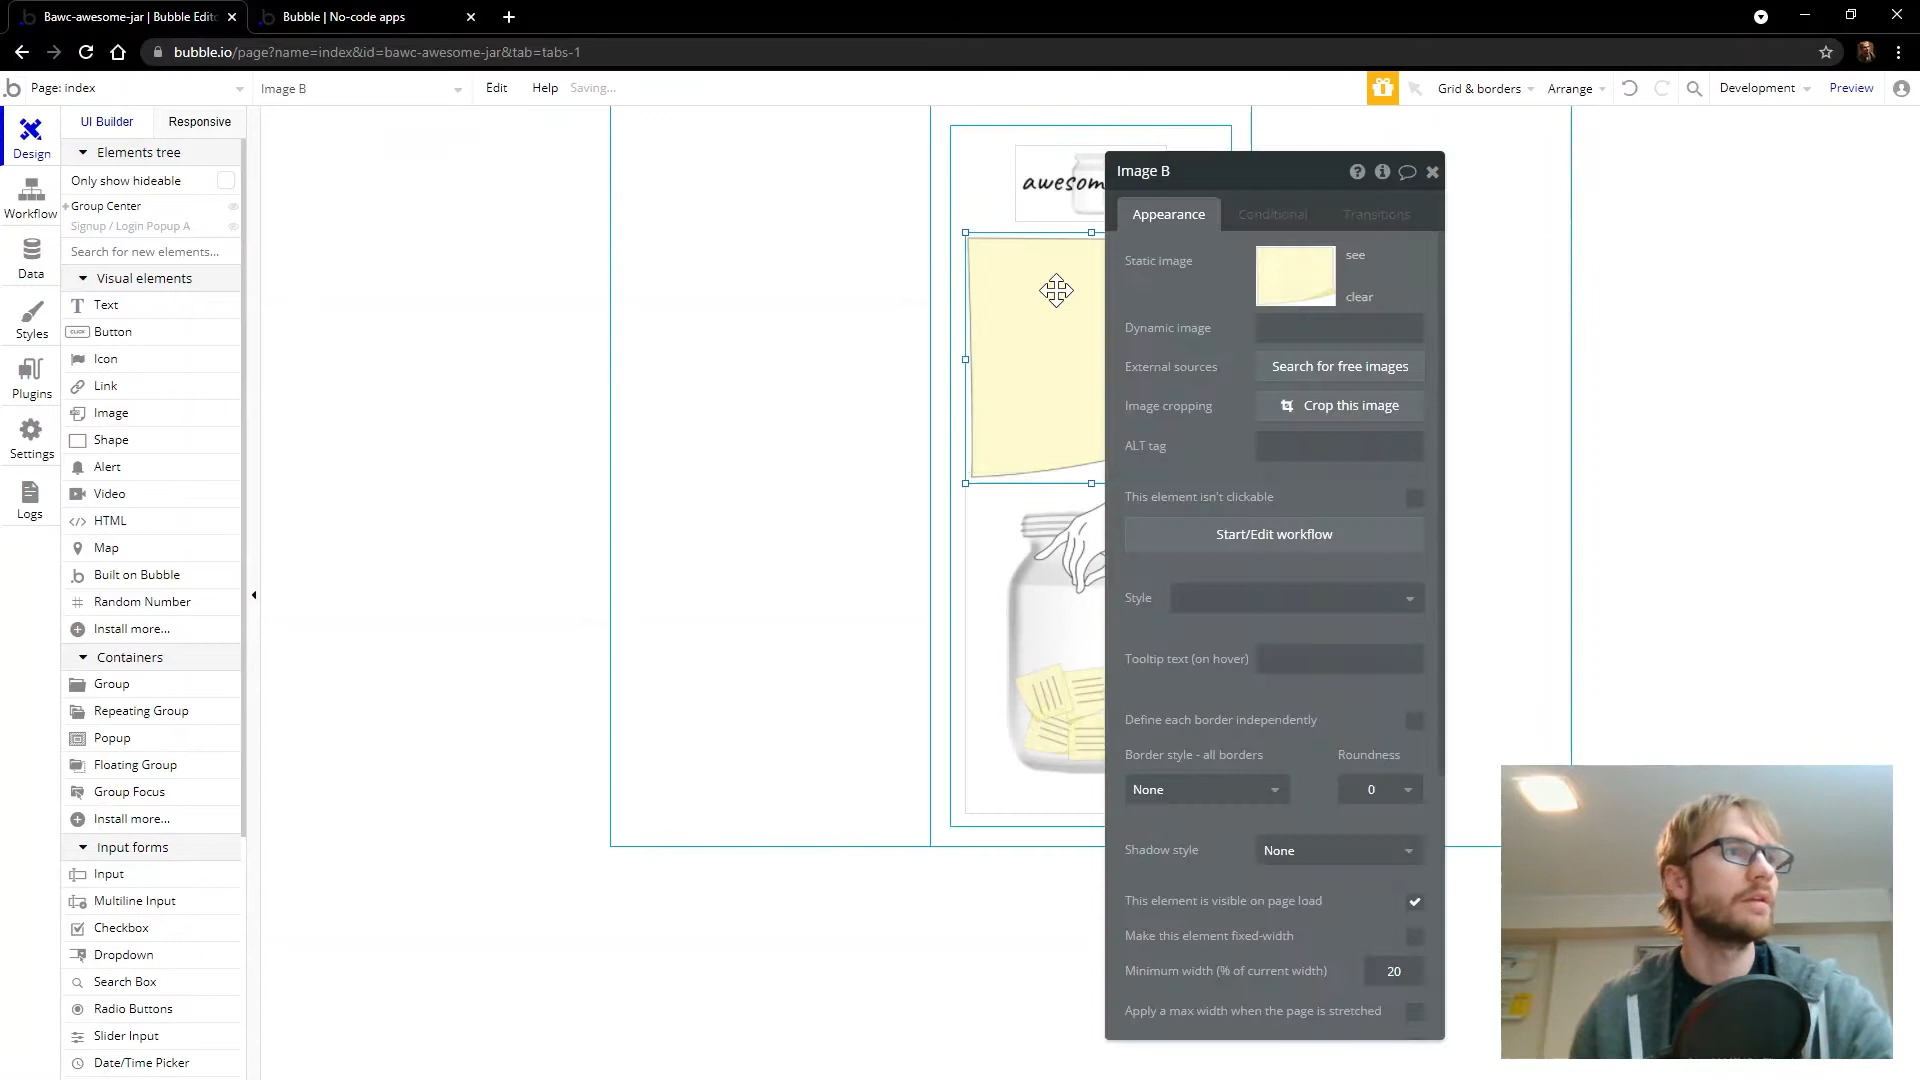 Bawc-awesome-jar | Bubble Edito
Bubble | No-code apps
bubble.io/page?name=index&id=bawc-awesome-jar&tab=tabs-1
Page: index
Image B
Edit
Help
Saving...
Grid & borders
Arrange
Development
Preview
Design
Workflow
Data
Styles
Plugins
Settings
Logs
UI Builder
Responsive
Elements tree
Only show hideable
Group Center
Signup / Login Popup A
Search for new elements...
Visual elements
Text
CLICK
Button
Icon
Link
Image
Shape
Alert
Video
HTML
Map
Built on Bubble
Random Number
Install more...
Containers
Group
Repeating Group
Popup
Floating Group
Group Focus
Install more...
Input forms
Input
Multiline Input
Checkbox
Dropdown
Search Box
Radio Buttons
Slider Input
Date/Time Picker
awesom
Image B
Appearance
Conditional
Transitions
Static image
see
clear
Dynamic image
External sources
Search for free images
Image cropping
Crop this image
ALT tag
This element isn't clickable
Start/Edit workflow
Style
Tooltip text (on hover)
Define each border independently
Border style - all borders
Roundness
None
0
Shadow style
None
This element is visible on page load
Make this element fixed-width
Minimum width (% of current width)
20
Apply a max width when the page is stretched